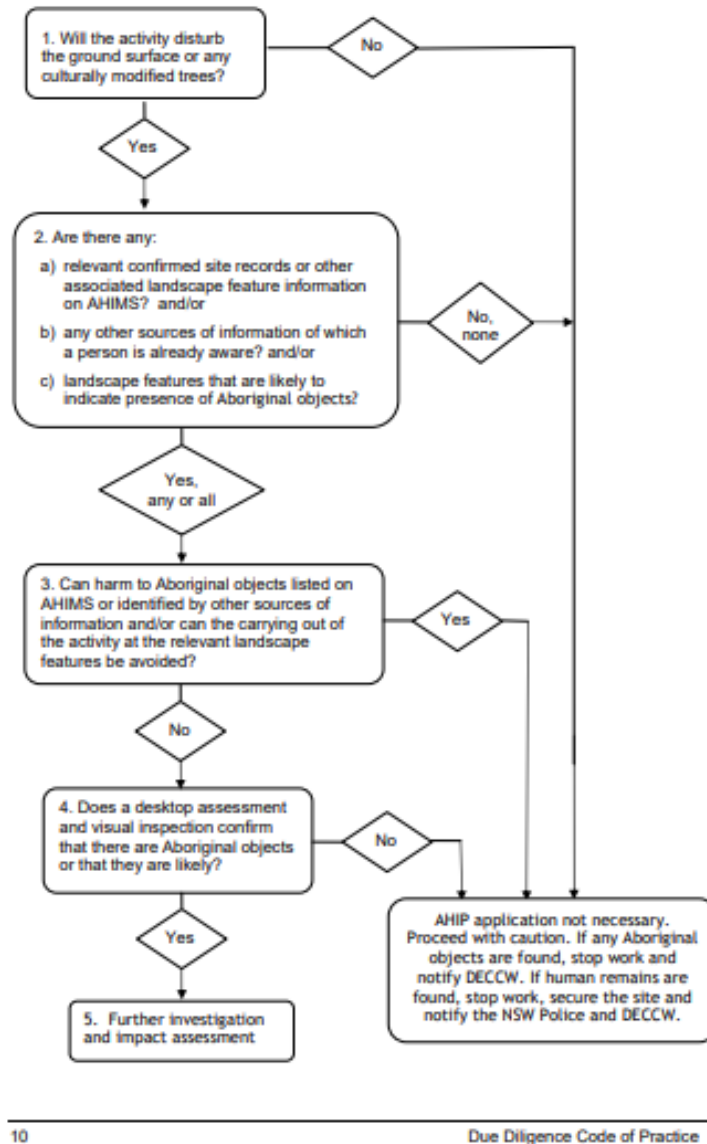 1. Will the activity disturb
the ground surface or any
culturally modified trees?
No
Yes
2. Are there any:
a) relevant confirmed site records or other
associated landscape feature information
on AHIMS? and/or
b) any other sources of information of which
a person is already aware? and/or
c) landscape features that are likely to
indicate presence of Aboriginal objects?
No,
none
Yes,
any or all
3. Can harm to Aboriginal objects listed on
AHIMS or identified by other sources of
information and/or can the carrying out of
the activity at the relevant landscape
features be avoided?
Yes
No
4. Does a desktop assessment
and visual inspection confirm
that there are Aboriginal objects
or that they are likely?
No
Yes
AHIP application not necessary.
Proceed with caution. If any Aboriginal
objects are found, stop work and
notify DECCW. If human remains are
found, stop work, secure the site and
notify the NSW Police and DECCW.
5. Further investigation
and impact assessment
10
Due Diligence Code of Practice